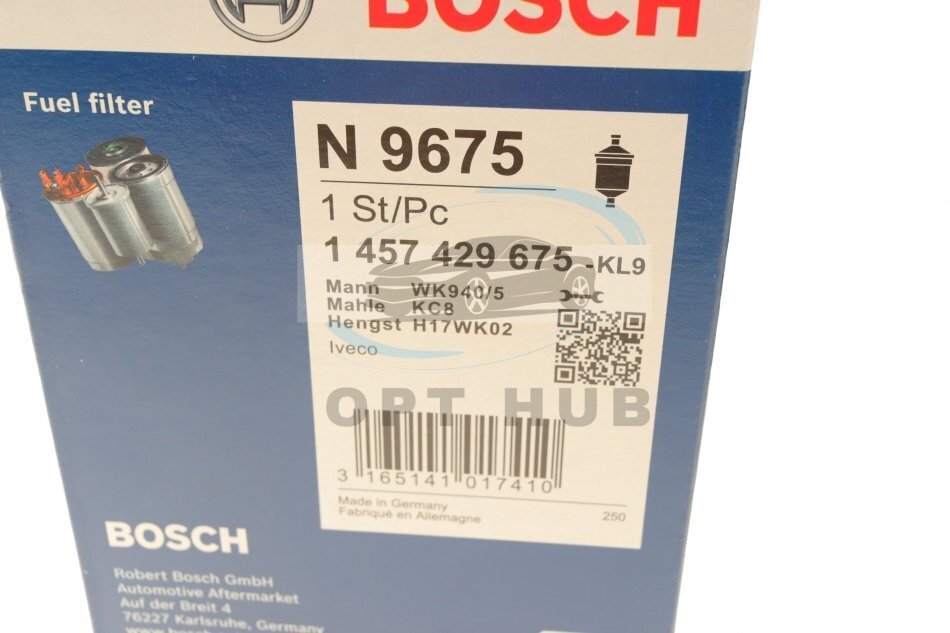 BOSCH
Fuel filter
N 9675
1 St/Pc
1 457 429 675 -KL9
Mann WK940/5
Mahle KC8
Hengst H17WK02
Iveco
OPT HUB
3 165141 017410
Made in Germany
Fabriqué en Allemagne
250
BOSCH
Robert Bosch GmbH
Automotive Aftermarket
Auf der Breit 4
76227 Karlsruhe, Germany